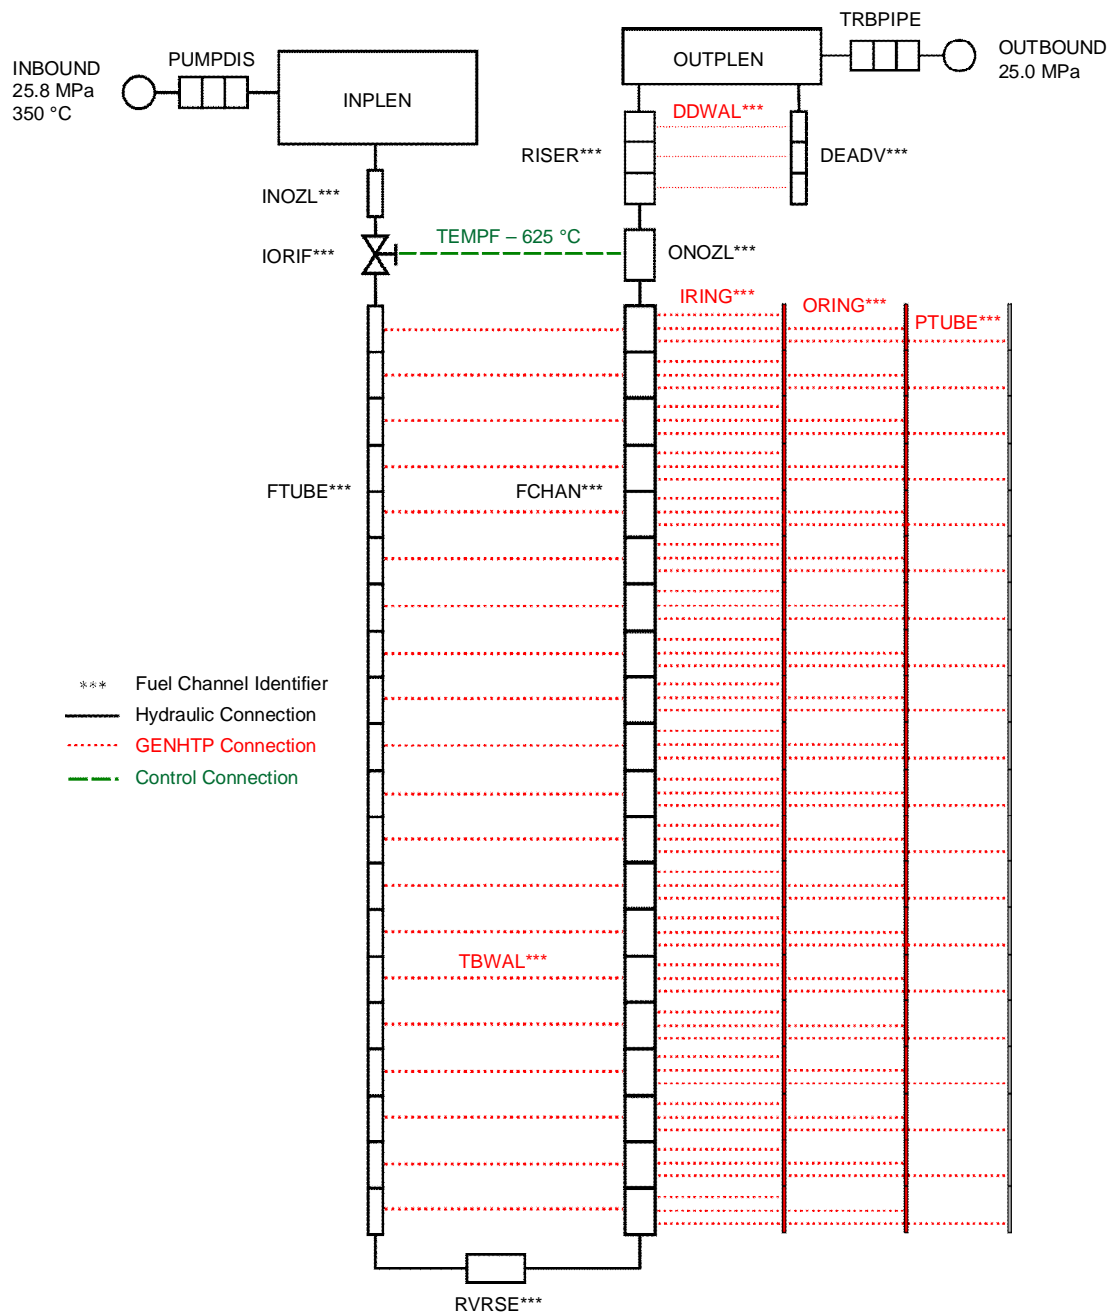 TRBPIPE
INBOUND
25.8 MPa
350 °C
PUMPDIS
INPLEN
OUTPLEN
OUTBOUND
25.0 MPa
DDWAL***
RISER***
DEADV***
INOZL***
TEMPF – 625 °C
IORIF***
ONOZL***
IRING***
ORING***
PTUBE***
FTUBE***
FCHAN***
*** Fuel Channel Identifier
Hydraulic Connection
GENHTP Connection
Control Connection
TBWAL***
RVRSE***